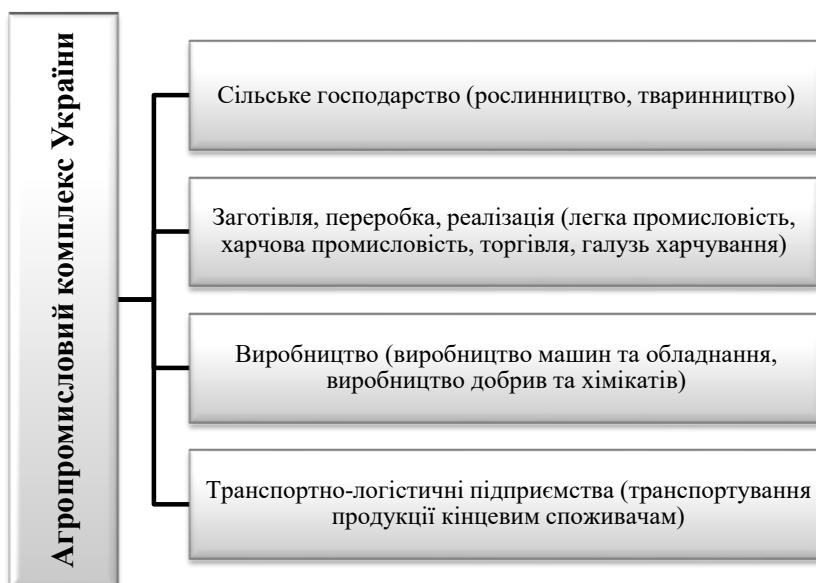 Агропромисловий комплекс України
Сільське господарство (рослинництво, тваринництво)
Заготівля, переробка, реалізація (легка промисловість,
харчова промисловість, торгівля, галузь харчування)
Виробництво (виробництво машин та обладнання,
виробництво добрив та хімікатів)
Транспортно-логістичні підприємства (транспортування
продукції кінцевим споживачам)